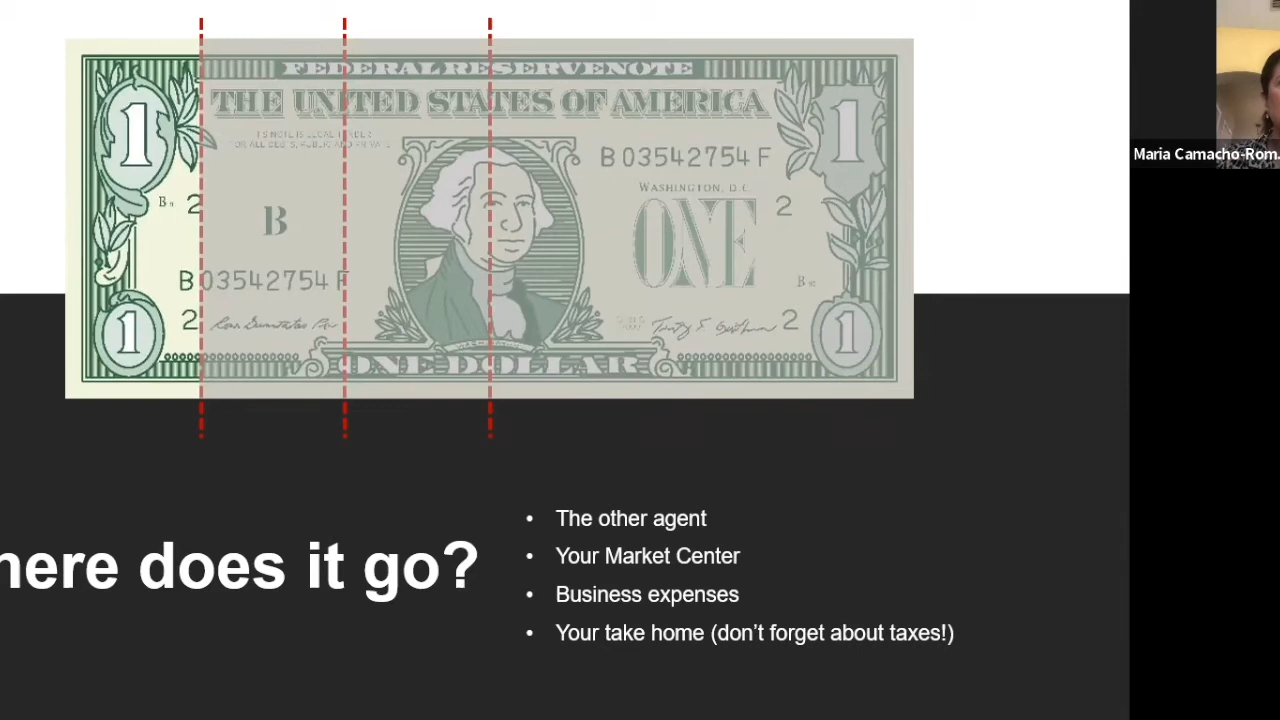 FEDERAL RESERVE NOTE
THE UNITED STATES OF AMERICA
1
1
B 03542754 F
WASHINGTON, D.C.
B
2
ONE
2
B
B 03542754 F
2
2
1
1
ONE DOLLAR
Maria Camacho-Rom
here does it go?
• The other agent
• Your Market Center
• Business expenses
• Your take home (don’t forget about taxes!)